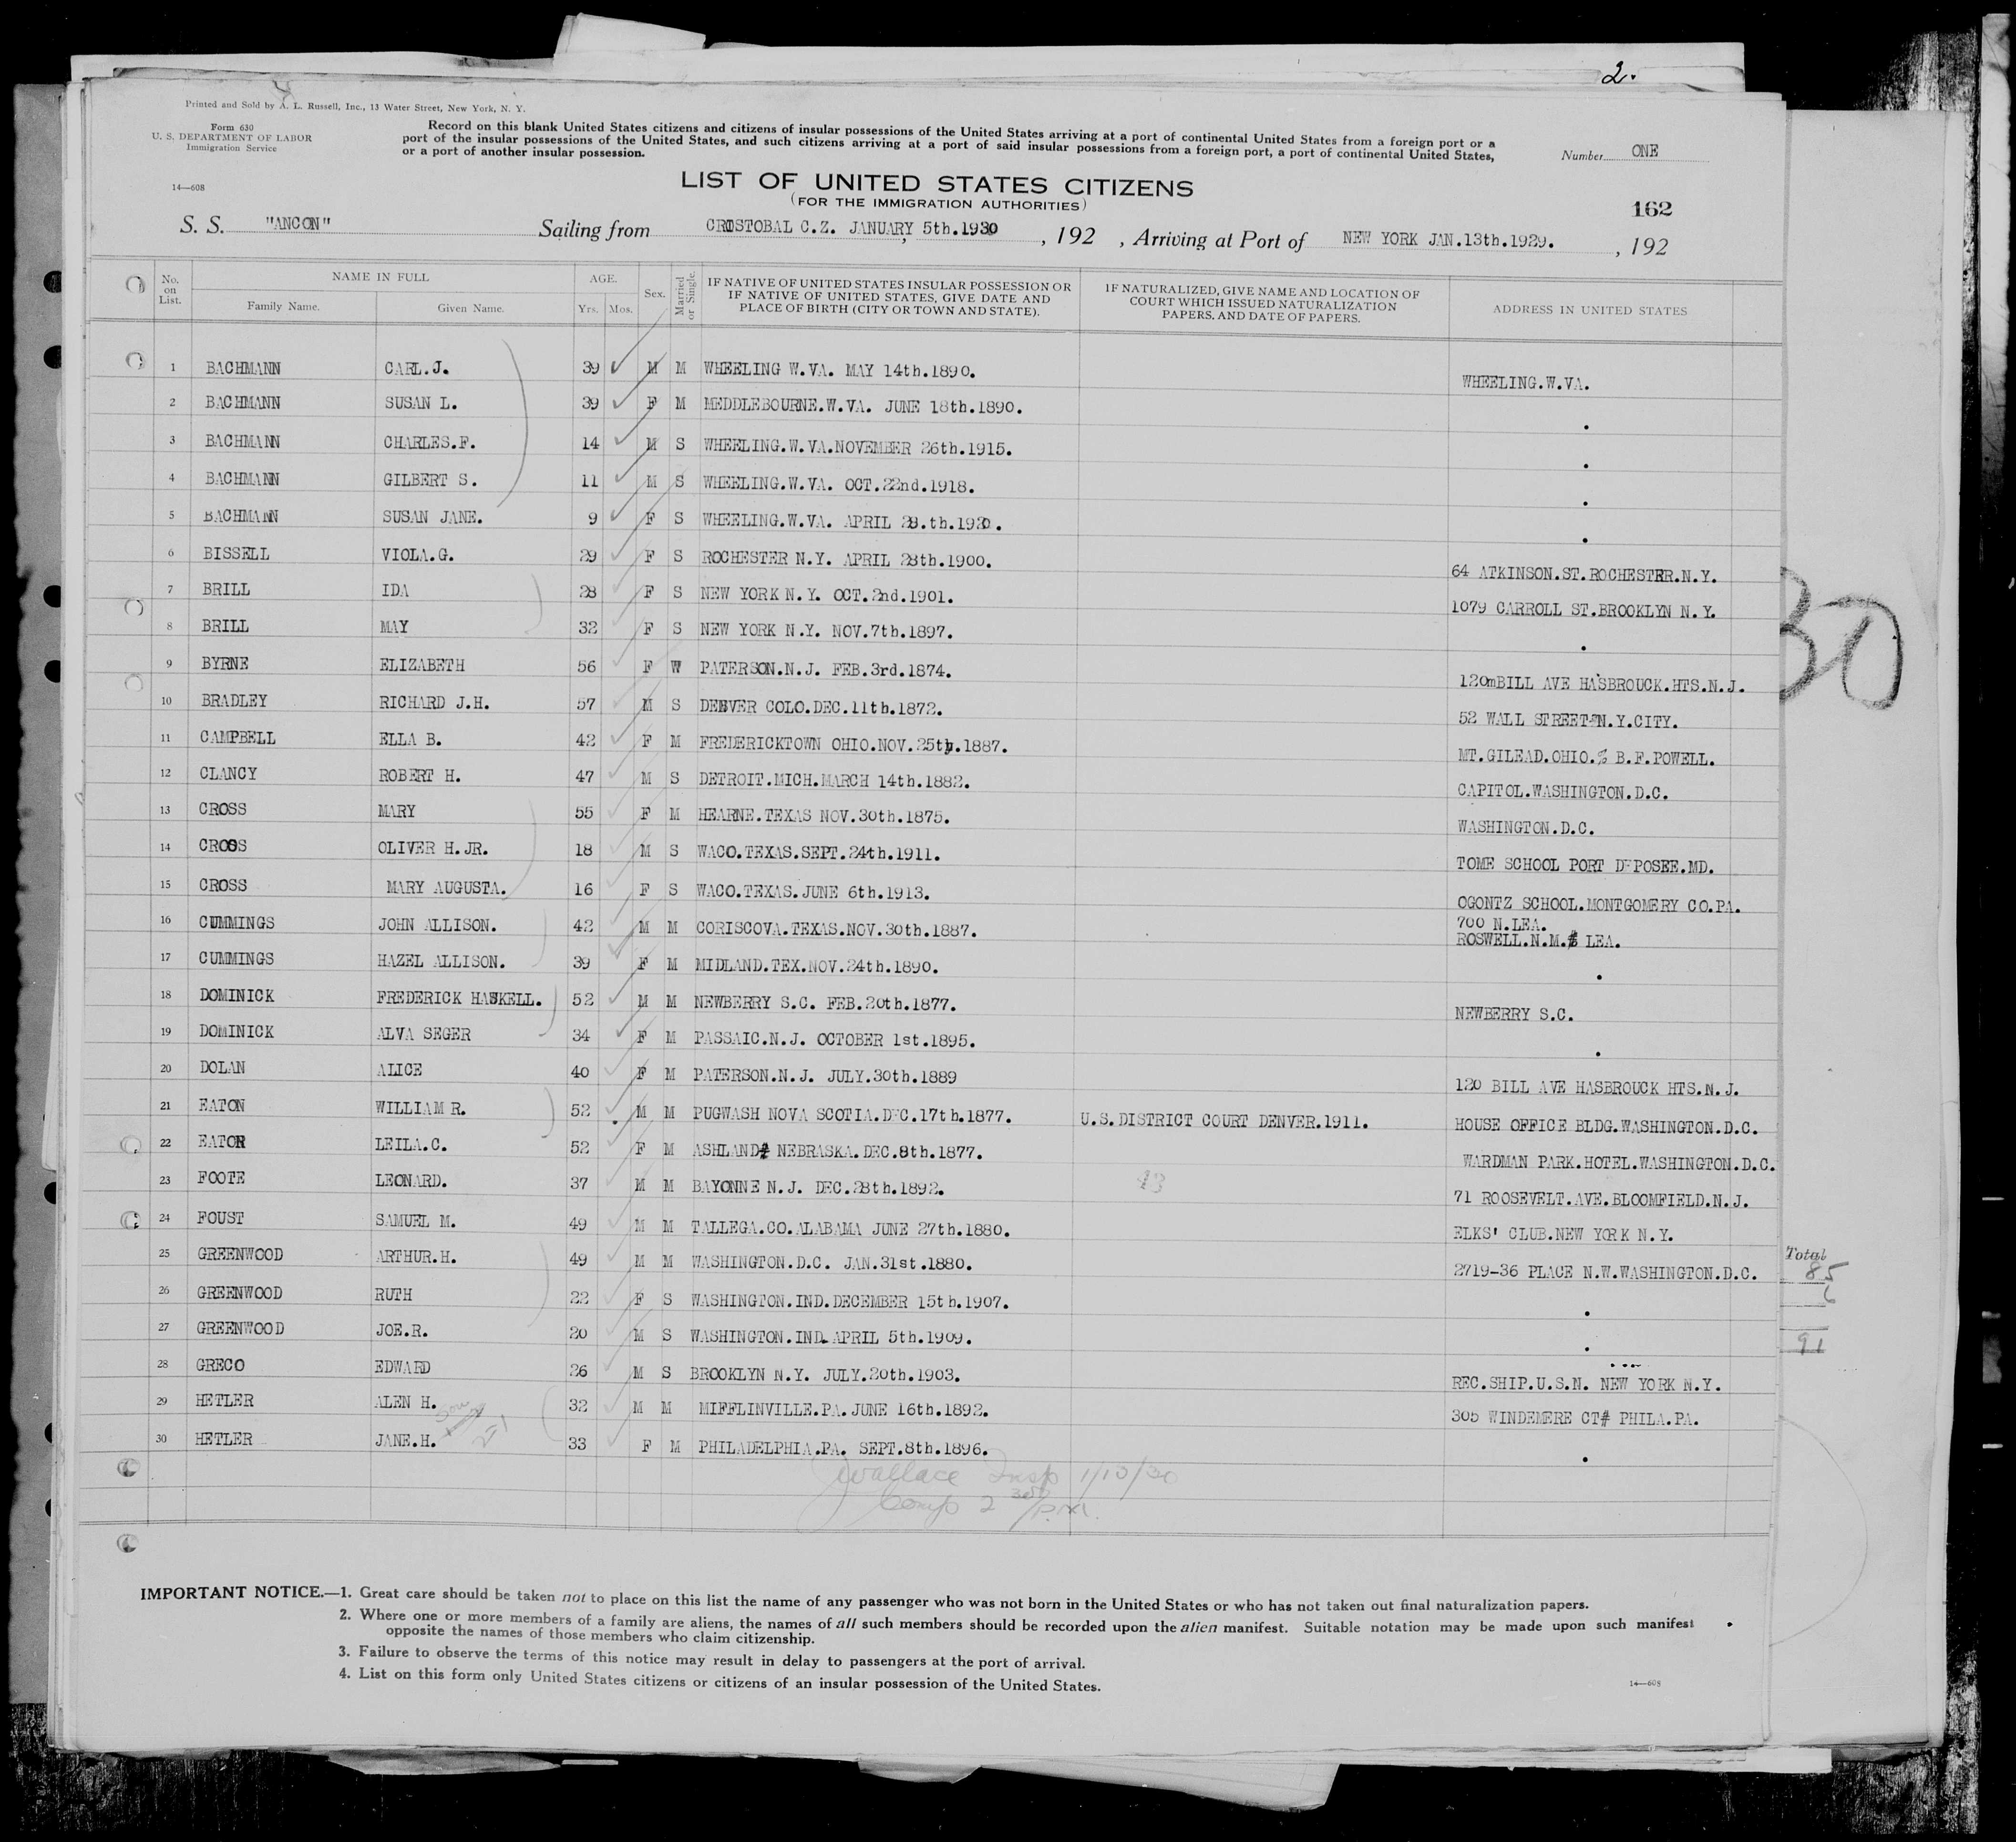 2.
Printed and Sold by A. L. Russell, Inc., 13 Water Street, New York, N. Y.
Form 630
U. S. DEPARTMENT OF LABOR
Immigration Service
14—608
Record on this blank United States citizens and citizens of insular possessions of the United States arriving at a port of continental United States from a foreign port or a
port of the insular possessions of the United States, and such citizens arriving at a port of said insular possessions from a foreign port, a port of continental United States,
or a port of another insular possession.
Number ONE
LIST OF UNITED STATES CITIZENS
(FOR THE IMMIGRATION AUTHORITIES)
162
S. S. "ANCON" Sailing from CRISTOBAL C.Z. JANUARY 5th.1930, 192 , Arriving at Port of NEW YORK JAN.13th.1929. , 192
No. on List. NAME IN FULL Family Name. Given Name. AGE. Yrs. Mos. Sex. Married or Single. IF NATIVE OF UNITED STATES INSULAR POSSESSION OR IF NATIVE OF UNITED STATES, GIVE DATE AND PLACE OF BIRTH (CITY OR TOWN AND STATE). IF NATURALIZED, GIVE NAME AND LOCATION OF COURT WHICH ISSUED NATURALIZATION PAPERS, AND DATE OF PAPERS. ADDRESS IN UNITED STATES
1 BACHMANN CARL.J. 39 M M WHEELING W.VA. MAY 14th.1890. WHEELING.W.VA.
2 BACHMANN SUSAN L. 39 F M MEDDLEBOURNE.W.VA. JUNE 18th.1890. .
3 BACHMANN CHARLES.F. 14 M S WHEELING.W.VA.NOVEMBER 26th.1915. .
4 BACHMANN GILBERT S. 11 M S WHEELING.W.VA. OCT.22nd.1918. .
5 BACHMANN SUSAN JANE. 9 F S WHEELING.W.VA. APRIL 28.th.1920. .
6 BISSELL VIOLA.G. 29 F S ROCHESTER N.Y. APRIL 28th.1900. 64 ATKINSON.ST.ROCHESTER.N.Y.
7 BRILL IDA 28 F S NEW YORK N.Y. OCT.2nd.1901. 1079 CARROLL ST.BROOKLYN N.Y.
8 BRILL MAY 32 F S NEW YORK N.Y. NOV.7th.1897. .
9 BYRNE ELIZABETH 56 F W PATERSON.N.J. FEB.3rd.1874. 120mBILL AVE HASBROUCK.HTS.N.J.
10 BRADLEY RICHARD J.H. 57 M S DENVER COLO.DEC.11th.1872. 52 WALL STREET-N.Y.CITY.
11 CAMPBELL ELLA B. 42 F M FREDERICKTOWN OHIO.NOV.25th.1887. MT.GILEAD.OHIO.% B.F.POWELL.
12 CLANCY ROBERT H. 47 M S DETROIT.MICH.MARCH 14th.1882. CAPITOL.WASHINGTON.D.C.
13 CROSS MARY 55 F M HEARNE.TEXAS NOV.30th.1875. WASHINGTON.D.C.
14 CROSS OLIVER H.JR. 18 M S WACO.TEXAS.SEPT.24th.1911. TOME SCHOOL PORT DEPOSEE.MD.
15 CROSS MARY AUGUSTA. 16 F S WACO.TEXAS.JUNE 6th.1913. OGONTZ SCHOOL.MONTGOMERY CO.PA.
16 CUMMINGS JOHN ALLISON. 42 M M CORISCOVA.TEXAS.NOV.30th.1887. 700 N.LEA.
ROSWELL.N.M. LEA.
17 CUMMINGS HAZEL ALLISON. 39 F M MIDLAND.TEX.NOV.24th.1890. .
18 DOMINICK FREDERICK HASKELL. 52 M M NEWBERRY S.C. FEB.20th.1877. NEWBERRY S.C.
19 DOMINICK ALVA SEGER 34 F M PASSAIC.N.J. OCTOBER 1st.1895. .
20 DOLAN ALICE 40 F M PATERSON.N.J. JULY.30th.1889 120 BILL AVE HASBROUCK HTS.N.J.
21 EATON WILLIAM R. 52 M M PUGWASH NOVA SCOTIA.DEC.17th.1877. U.S.DISTRICT COURT DENVER.1911. HOUSE OFFICE BLDG.WASHINGTON.D.C.
22 EATON LEILA.C. 52 F M ASHLAND NEBRASKA.DEC.8th.1877. WARDMAN PARK.HOTEL.WASHINGTON.D.C.
23 FOOTE LEONARD. 37 M M BAYONNE N.J. DEC.28th.1892. 43 71 ROOSEVELT.AVE.BLOOMFIELD.N.J.
24 FOUST SAMUEL M. 49 M M TALLEGA.CO.ALABAMA JUNE 27th.1880. ELKS' CLUB.NEW YORK N.Y.
25 GREENWOOD ARTHUR.H. 49 M M WASHINGTON.D.C. JAN.31st.1880. 2719-36 PLACE N.W.WASHINGTON.D.C.
26 GREENWOOD RUTH 22 F S WASHINGTON.IND.DECEMBER 15th.1907. .
27 GREENWOOD JOE.R. 20 M S WASHINGTON.IND.APRIL 5th.1909. .
28 GRECO EDWARD 26 M S BROOKLYN N.Y. JULY.20th.1903. REC.SHIP.U.S.N. NEW YORK N.Y.
29 HETLER ALEN H. 32 M M MIFFLINVILLE.PA.JUNE 16th.1892. 305 WINDEMERE CT# PHILA.PA.
30 HETLER JANE.H. 33 F M PHILADELPHIA.PA. SEPT.8th.1896. .
Wallace Insp 1/13/30
Comp 2 30 P.M.
30
Total
85
6
91
IMPORTANT NOTICE.—1. Great care should be taken not to place on this list the name of any passenger who was not born in the United States or who has not taken out final naturalization papers.
2. Where one or more members of a family are aliens, the names of all such members should be recorded upon the alien manifest. Suitable notation may be made upon such manifest
opposite the names of those members who claim citizenship.
3. Failure to observe the terms of this notice may result in delay to passengers at the port of arrival.
4. List on this form only United States citizens or citizens of an insular possession of the United States.
14—608